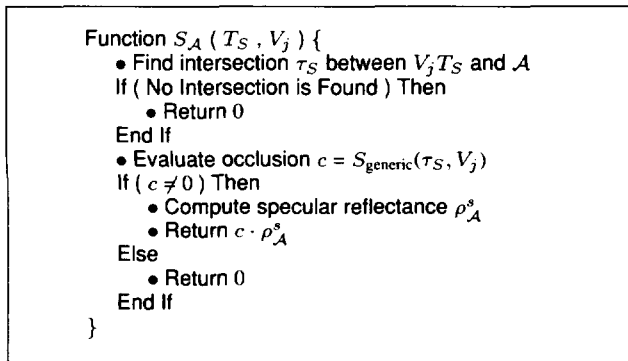 Function S_𝒜 ( T_S , V_j ) {
• Find intersection τ_S between V_jT_S and 𝒜
If ( No Intersection is Found ) Then
• Return 0
End If
• Evaluate occlusion c = S_generic(τ_S, V_j)
If ( c ≠ 0 ) Then
• Compute specular reflectance ρ^s_𝒜
• Return c · ρ^s_𝒜
Else
• Return 0
End If
}